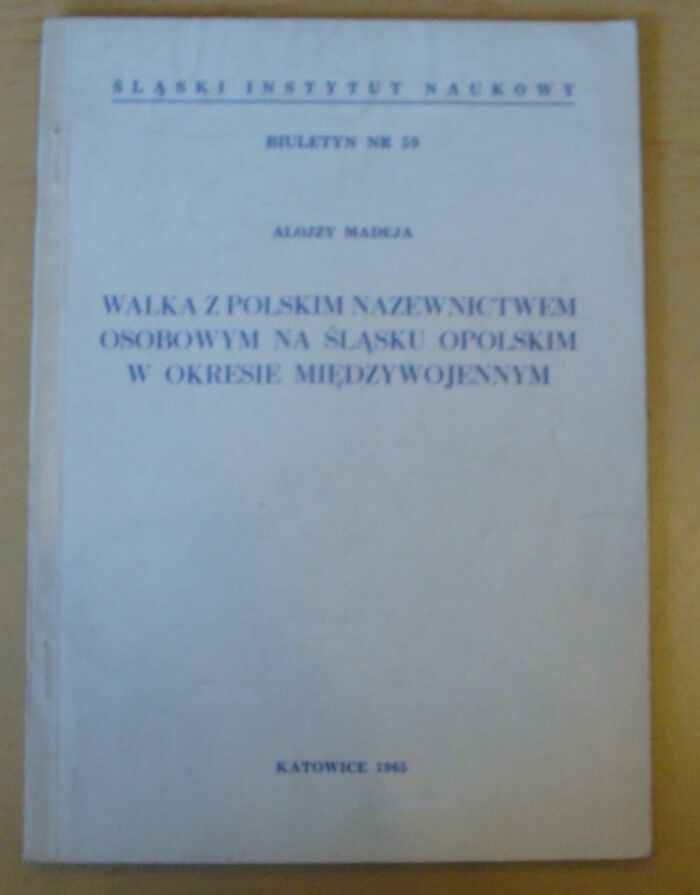 ŚLĄSKI INSTYTUT NAUKOWY
BIULETYN NR 59
ALOJZY MADEJA
WALKA Z POLSKIM NAZEWNICTWEM
OSOBOWYM NA ŚLĄSKU OPOLSKIM
W OKRESIE MIĘDZYWOJENNYM
KATOWICE 1965